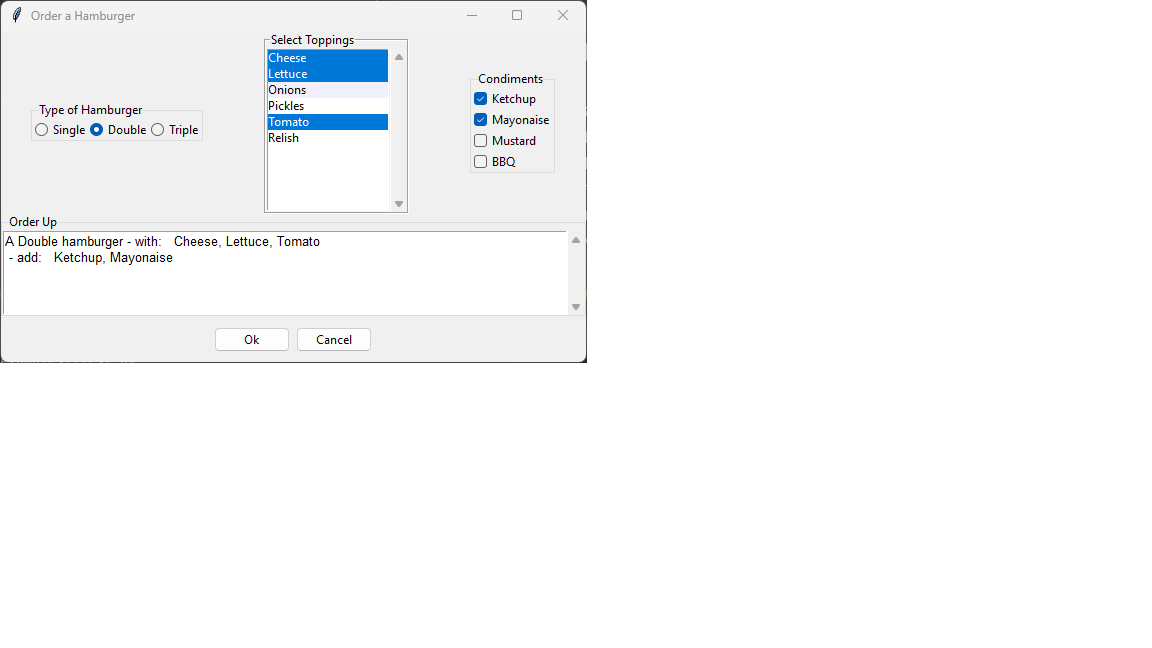 Order a Hamburger
Select Toppings
Cheese
Lettuce
Onions
Pickles
Tomato
Relish
Type of Hamburger
Single Double Triple
Condiments
Ketchup
Mayonaise
Mustard
BBQ
Order Up
A Double hamburger - with:   Cheese, Lettuce, Tomato
 - add:   Ketchup, Mayonaise
Ok Cancel